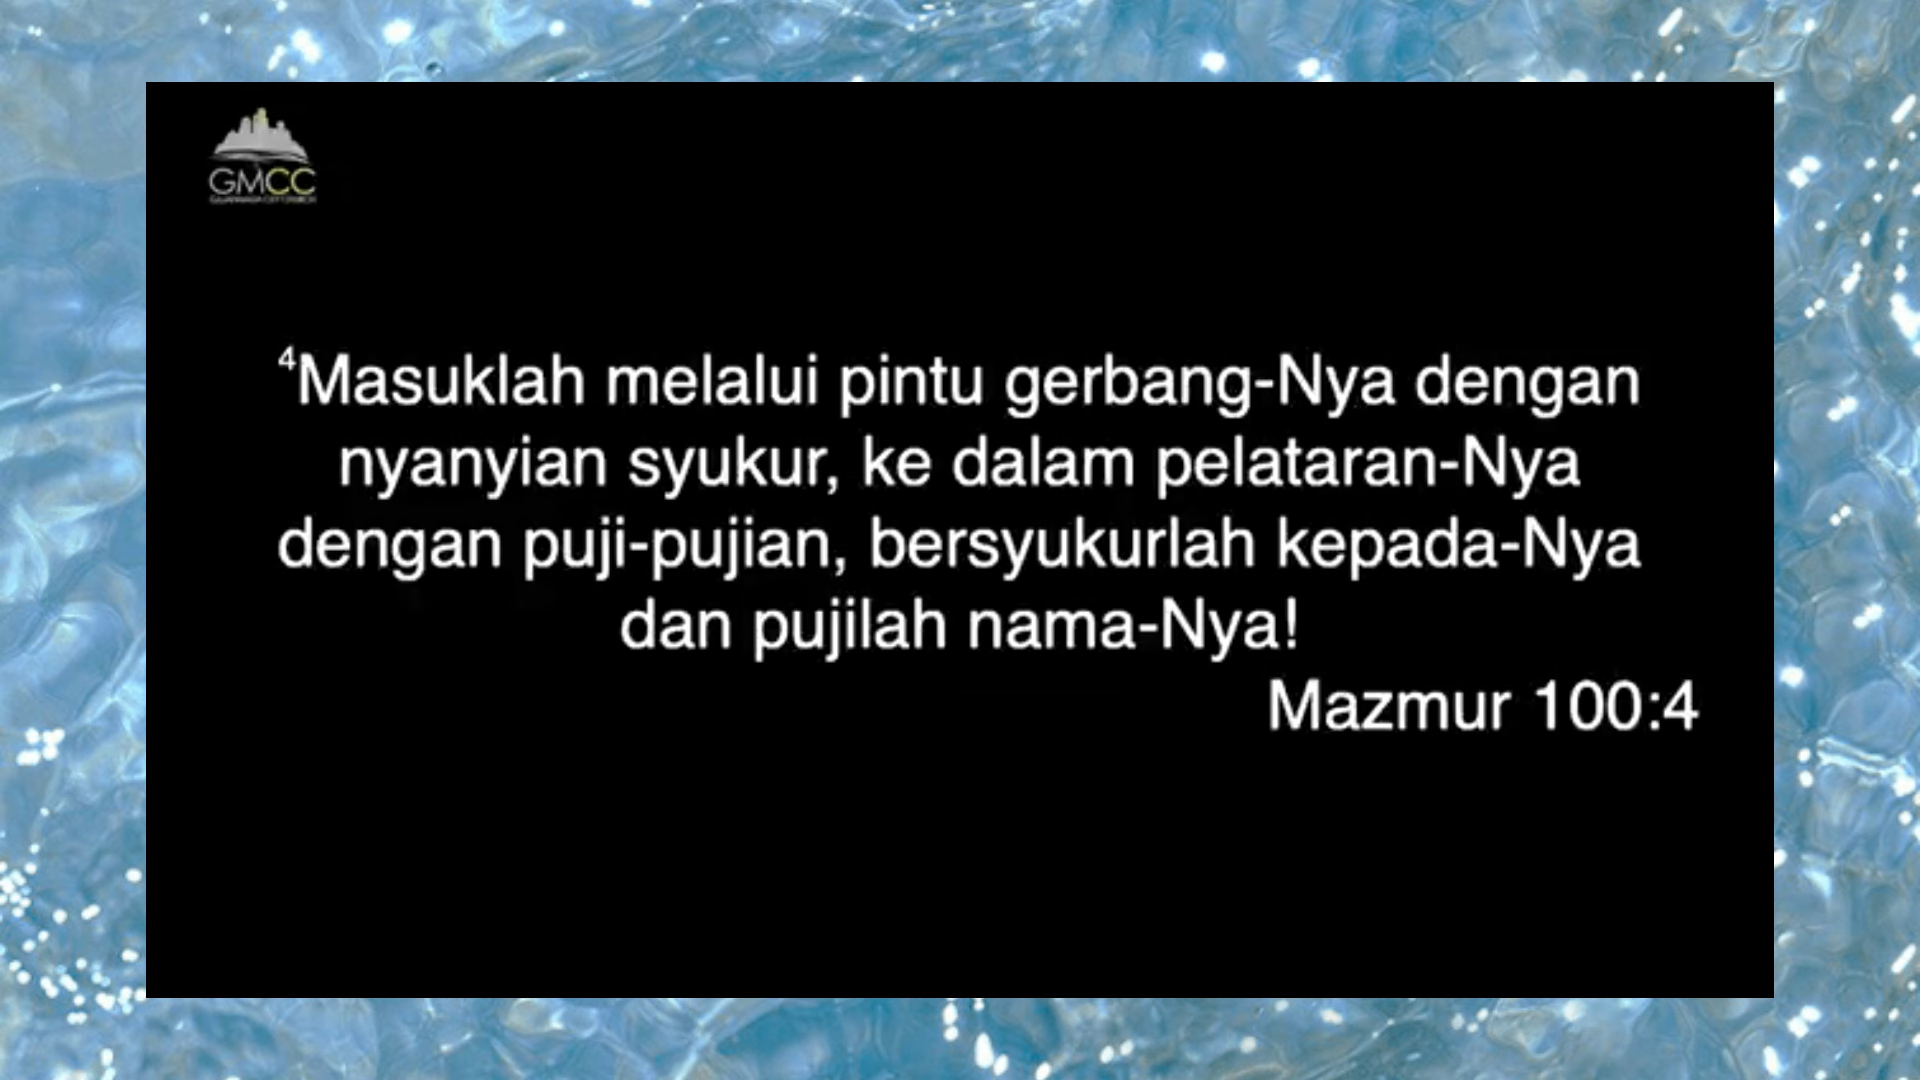 GMCC
⁴Masuklah melalui pintu gerbang-Nya dengan
nyanyian syukur, ke dalam pelataran-Nya
dengan puji-pujian, bersyukurlah kepada-Nya
dan pujilah nama-Nya!
Mazmur 100:4